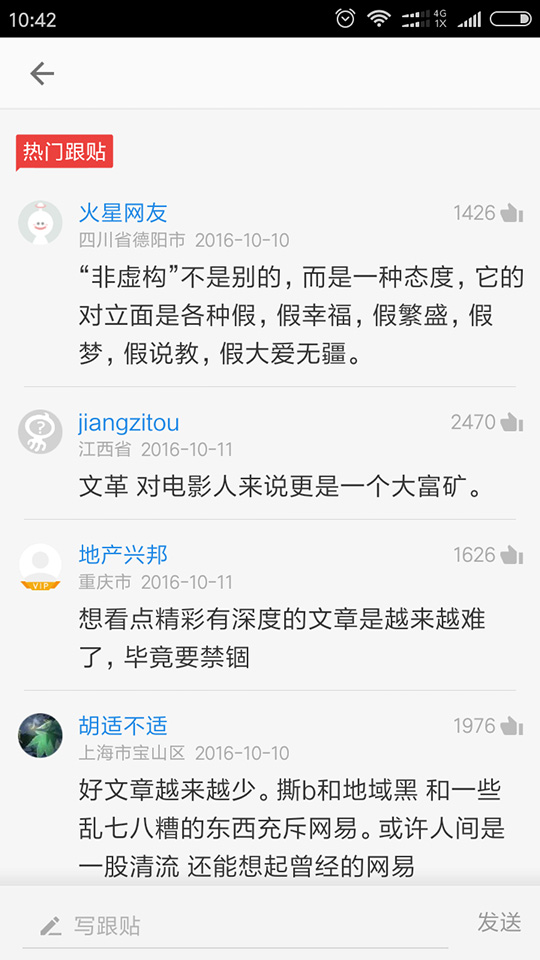 10:42
4G
1X
热门跟贴
火星网友
1426
四川省德阳市 2016-10-10
“非虚构”不是别的，而是一种态度，它的
对立面是各种假，假幸福，假繁盛，假
梦，假说教，假大爱无疆。
jiangzitou
2470
江西省 2016-10-11
文革 对电影人来说更是一个大富矿。
地产兴邦
1626
VIP
重庆市 2016-10-11
想看点精彩有深度的文章是越来越难
了，毕竟要禁锢
胡适不适
1976
上海市宝山区 2016-10-10
好文章越来越少。撕b和地域黑 和一些
乱七八糟的东西充斥网易。或许人间是
一股清流 还能想起曾经的网易
写跟贴
发送